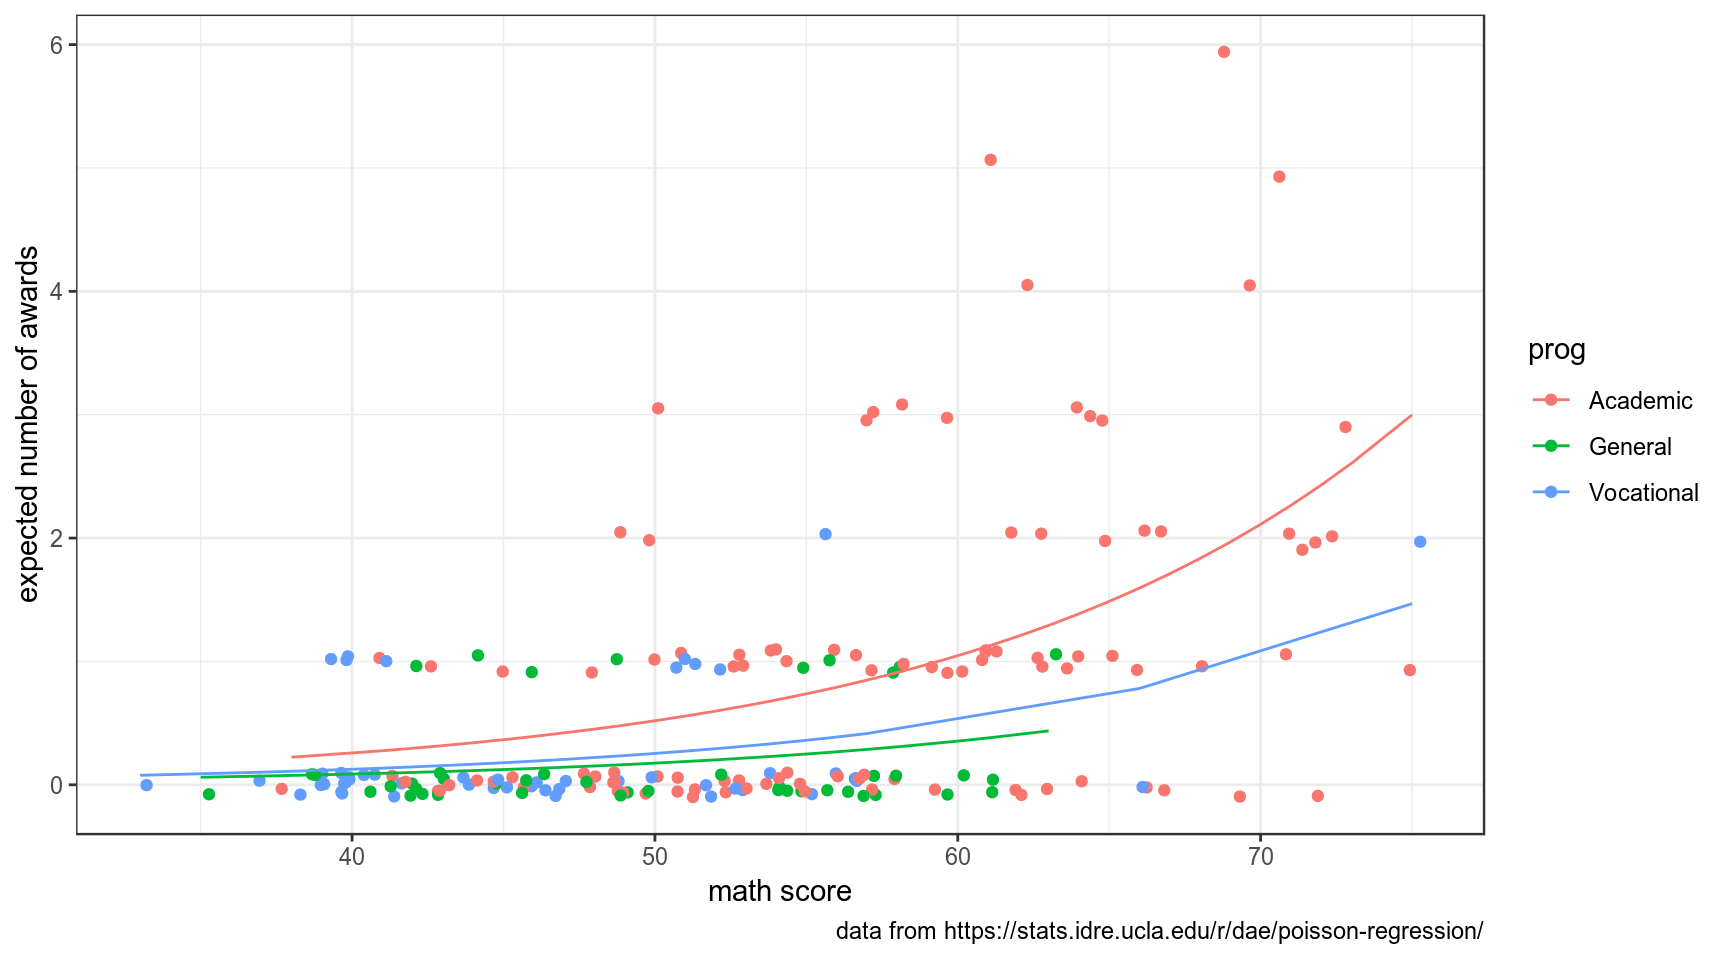 expected number of awards
6
4
2
0
40
50
60
70
math score
prog
Academic
General
Vocational
data from https://stats.idre.ucla.edu/r/dae/poisson-regression/